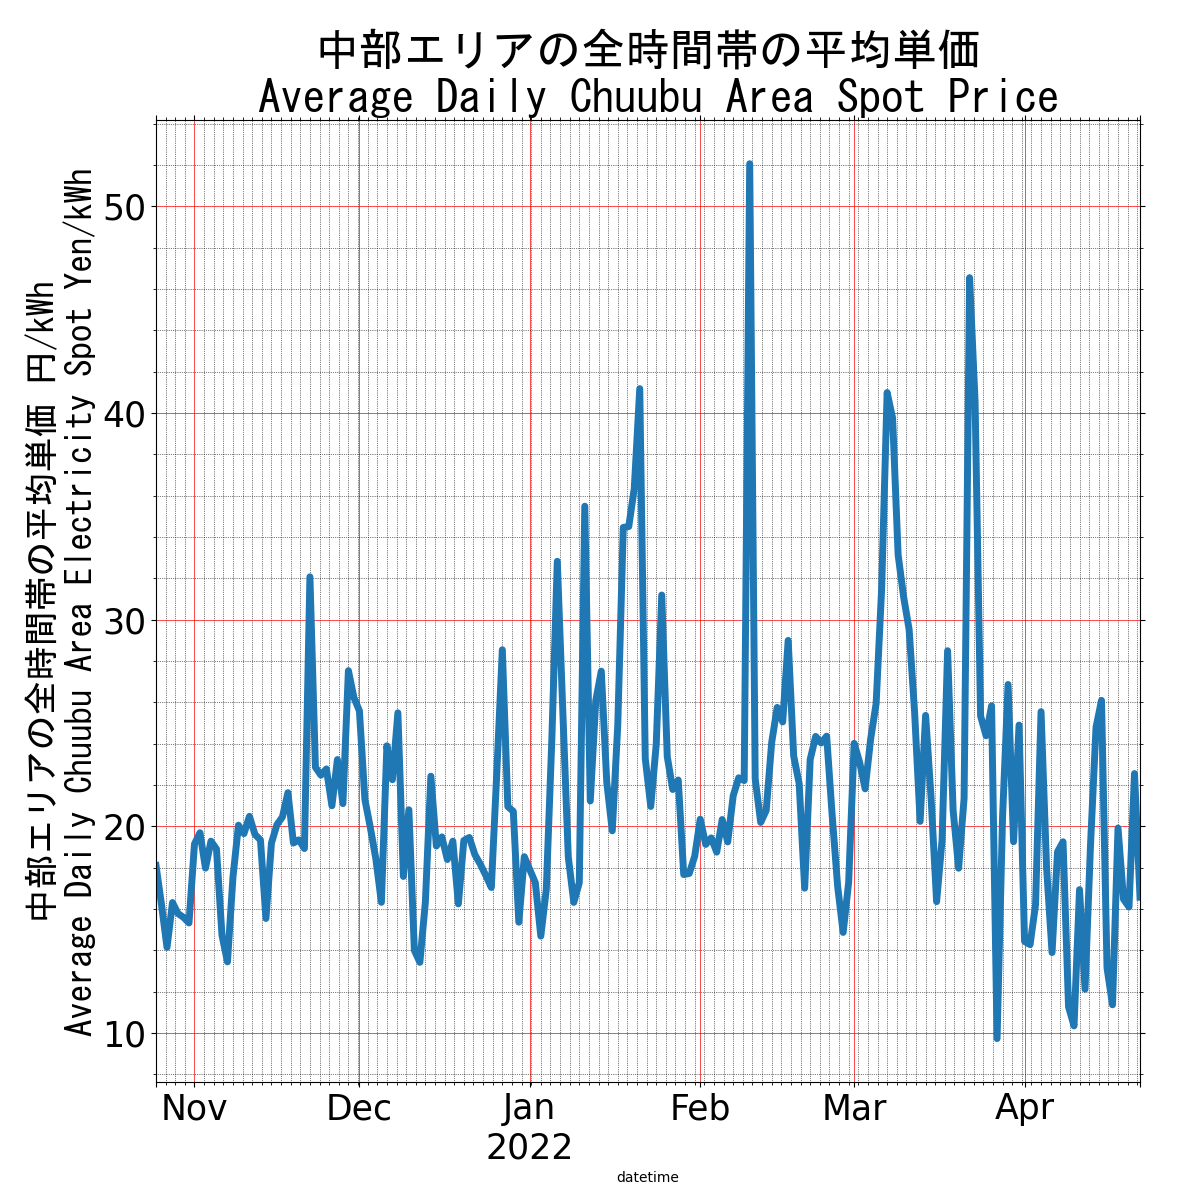 中部エリアの全時間帯の平均単価
Average Daily Chuubu Area Spot Price
中部エリアの全時間帯の平均単価 円/kWh
Average Daily Chuubu Area Electricity Spot Yen/kWh
50
40
30
20
10
Nov Dec Jan Feb Mar Apr
2022
datetime